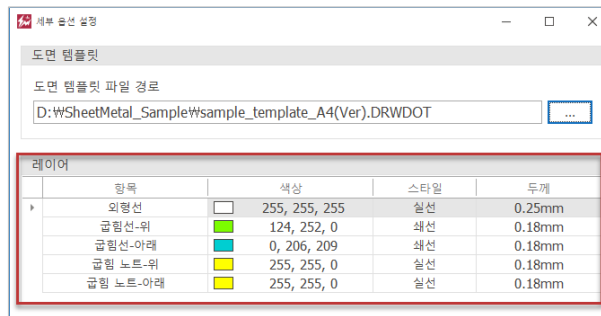 세부 옵션 설정
도면 템플릿
도면 템플릿 파일 경로
D:₩SheetMetal_Sample₩sample_template_A4(Ver).DRWDOT ...
레이어
항목 색상 스타일 두께
외형선 255, 255, 255 실선 0.25mm
굽힘선-위 124, 252, 0 쇄선 0.18mm
굽힘선-아래 0, 206, 209 쇄선 0.18mm
굽힘 노트-위 255, 255, 0 실선 0.18mm
굽힘 노트-아래 255, 255, 0 실선 0.18mm